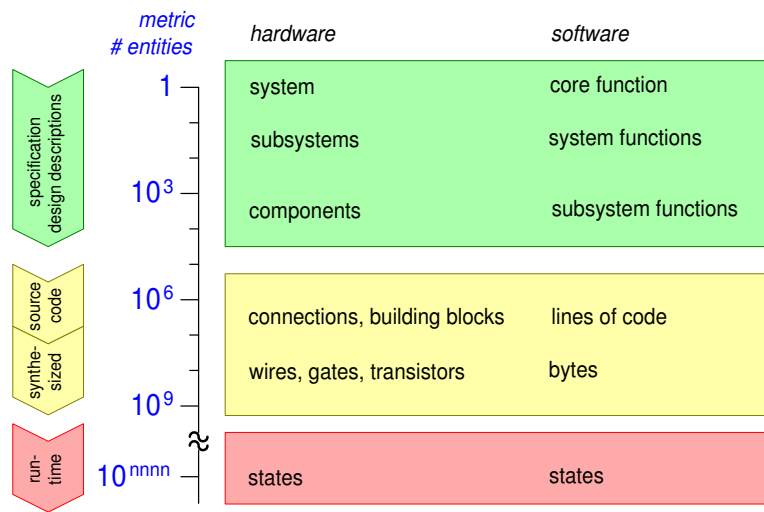 metric
# entities
hardware
software
specification
design descriptions
1
system
core function
subsystems
system functions
10³
components
subsystem functions
source
code
10⁶
connections, building blocks
lines of code
synthe-
sized
wires, gates, transistors
bytes
10⁹
run-
time
10ⁿⁿⁿⁿ
states
states